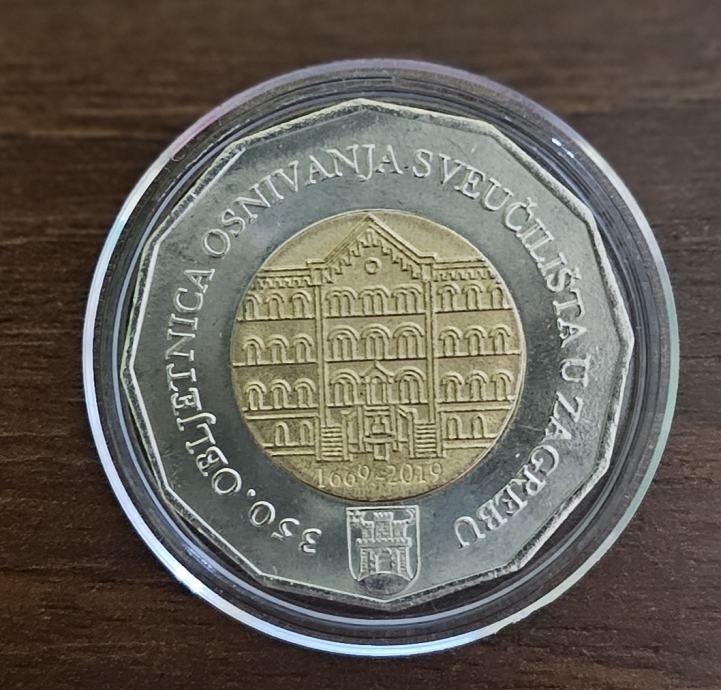 350. OBLJETNICA OSNIVANJA SVEUČILIŠTA U ZAGREBU
1669.-2019